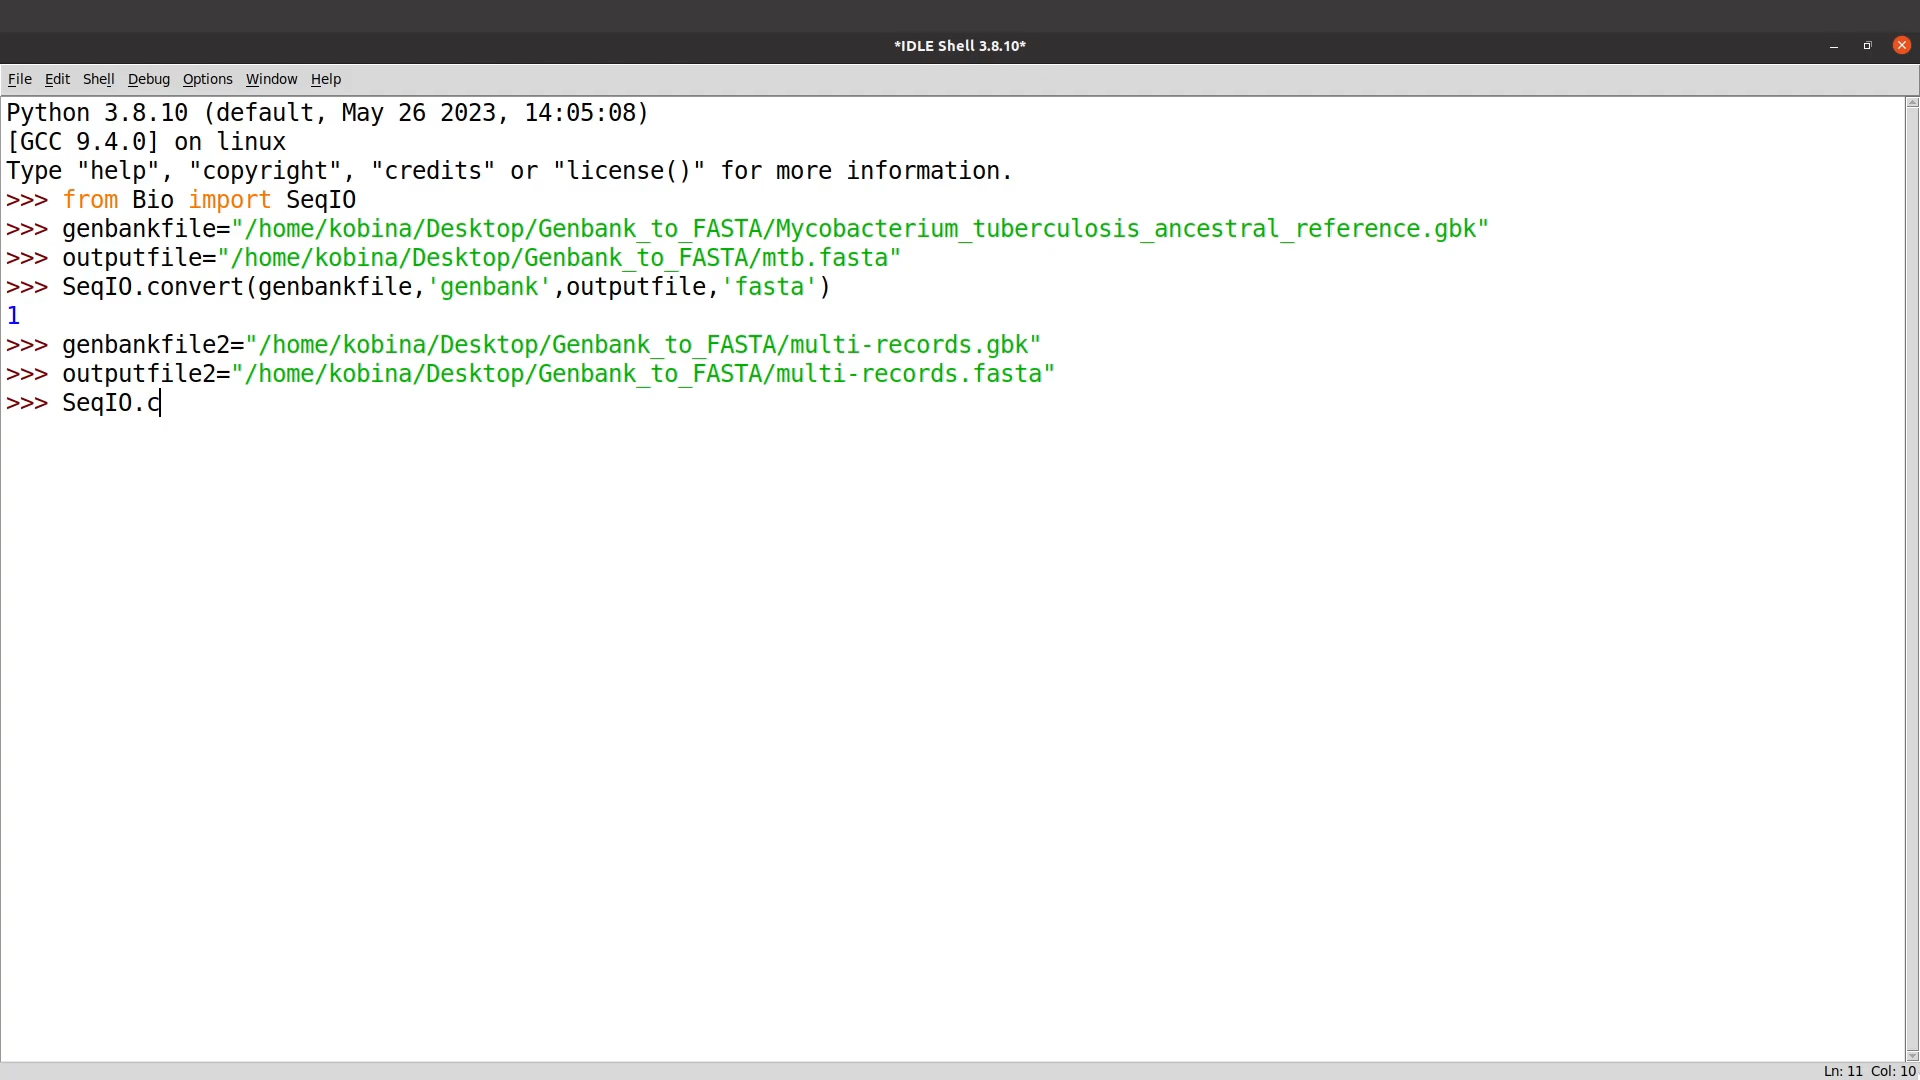 *IDLE Shell 3.8.10*
File Edit Shell Debug Options Window Help
Python 3.8.10 (default, May 26 2023, 14:05:08)
[GCC 9.4.0] on linux
Type "help", "copyright", "credits" or "license()" for more information.
>>> from Bio import SeqIO
>>> genbankfile="/home/kobina/Desktop/Genbank_to_FASTA/Mycobacterium_tuberculosis_ancestral_reference.gbk"
>>> outputfile="/home/kobina/Desktop/Genbank_to_FASTA/mtb.fasta"
>>> SeqIO.convert(genbankfile,'genbank',outputfile,'fasta')
1
>>> genbankfile2="/home/kobina/Desktop/Genbank_to_FASTA/multi-records.gbk"
>>> outputfile2="/home/kobina/Desktop/Genbank_to_FASTA/multi-records.fasta"
>>> SeqIO.c
Ln: 11 Col: 10